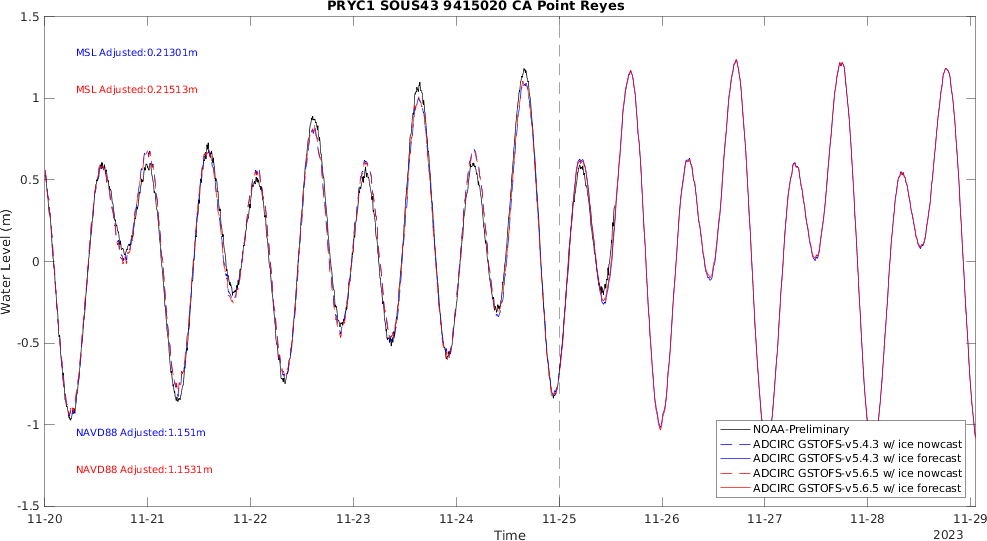 PRYC1 SOUS43 9415020 CA Point Reyes
1.5
1
0.5
0
-0.5
-1
-1.5
Water Level (m)
MSL Adjusted:0.21301m
MSL Adjusted:0.21513m
NAVD88 Adjusted:1.151m
NAVD88 Adjusted:1.1531m
NOAA-Preliminary
ADCIRC GSTOFS-v5.4.3 w/ ice nowcast
ADCIRC GSTOFS-v5.4.3 w/ ice forecast
ADCIRC GSTOFS-v5.6.5 w/ ice nowcast
ADCIRC GSTOFS-v5.6.5 w/ ice forecast
11-20 11-21 11-22 11-23 11-24 11-25 11-26 11-27 11-28 11-29
Time
2023